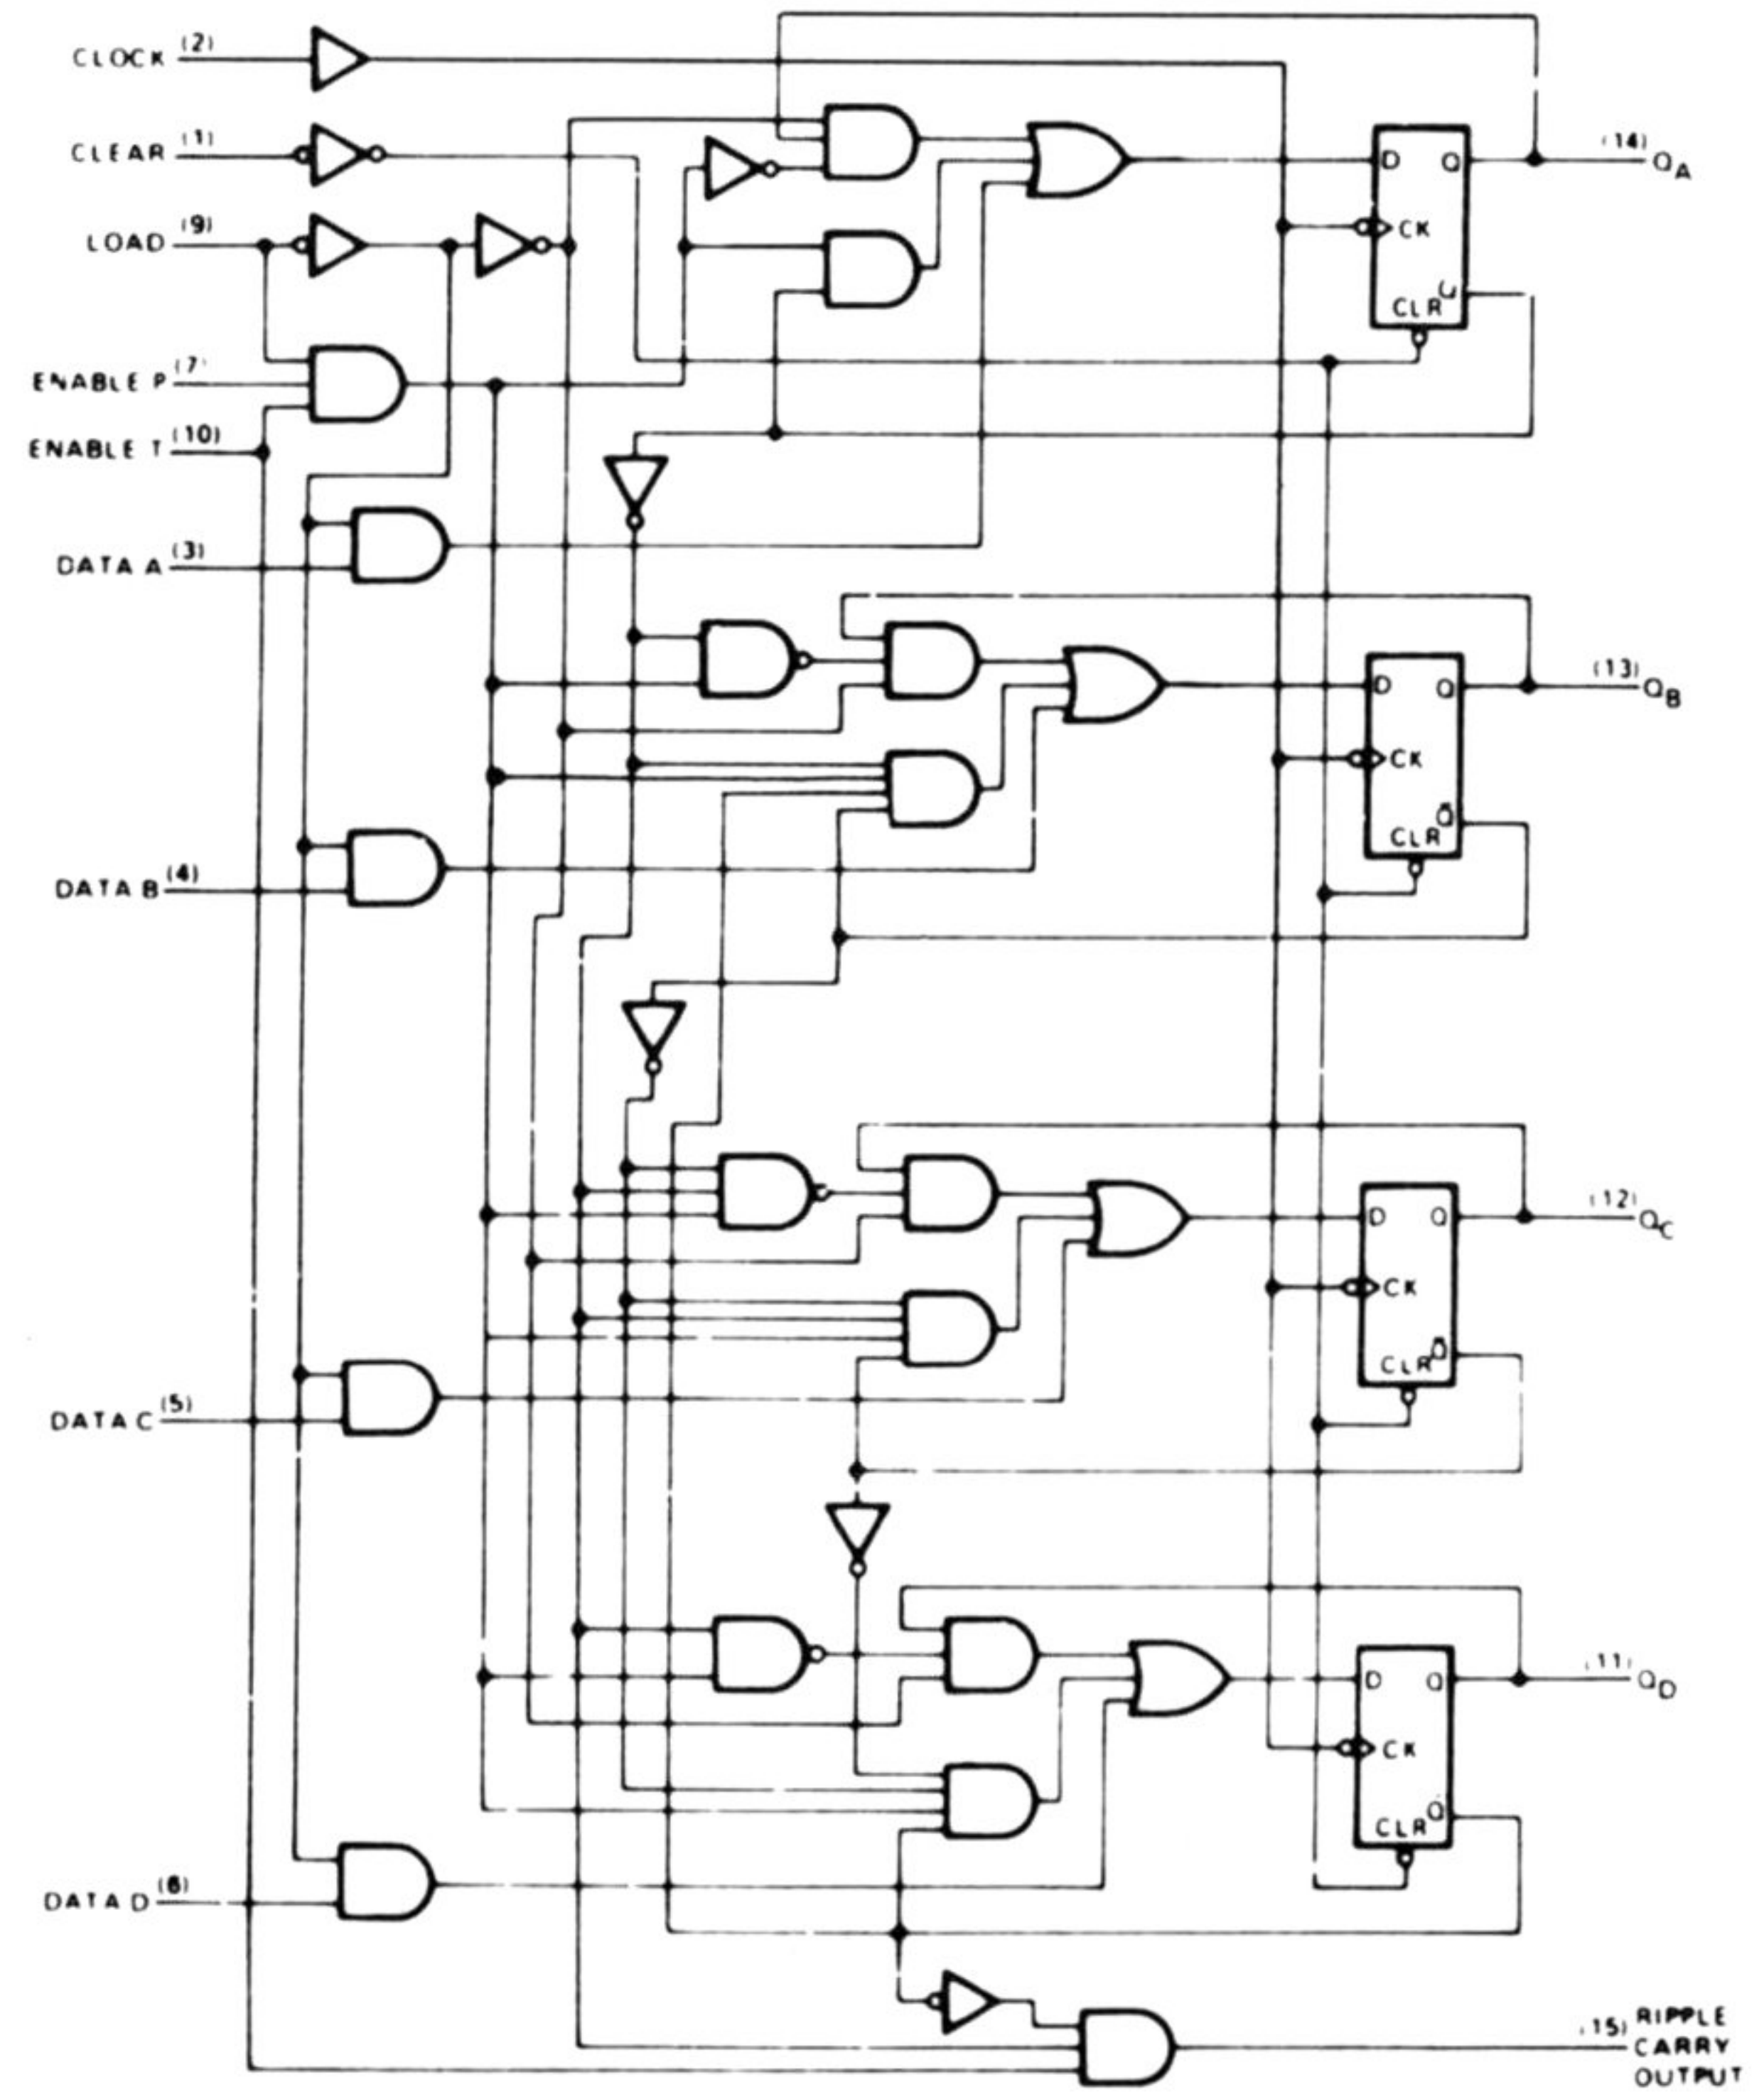 CLOCK (2)
CLEAR (1)
LOAD (9)
ENABLE P (7)
ENABLE T (10)
DATA A (3)
DATA B (4)
DATA C (5)
DATA D (6)
D Q
CK
CLR Q̄
(14) QA
D Q
CK
CLR Q̄
(13) QB
D Q
CK
CLR Q̄
(12) QC
D Q
CK
CLR Q̄
(11) QD
(15) RIPPLE
CARRY
OUTPUT